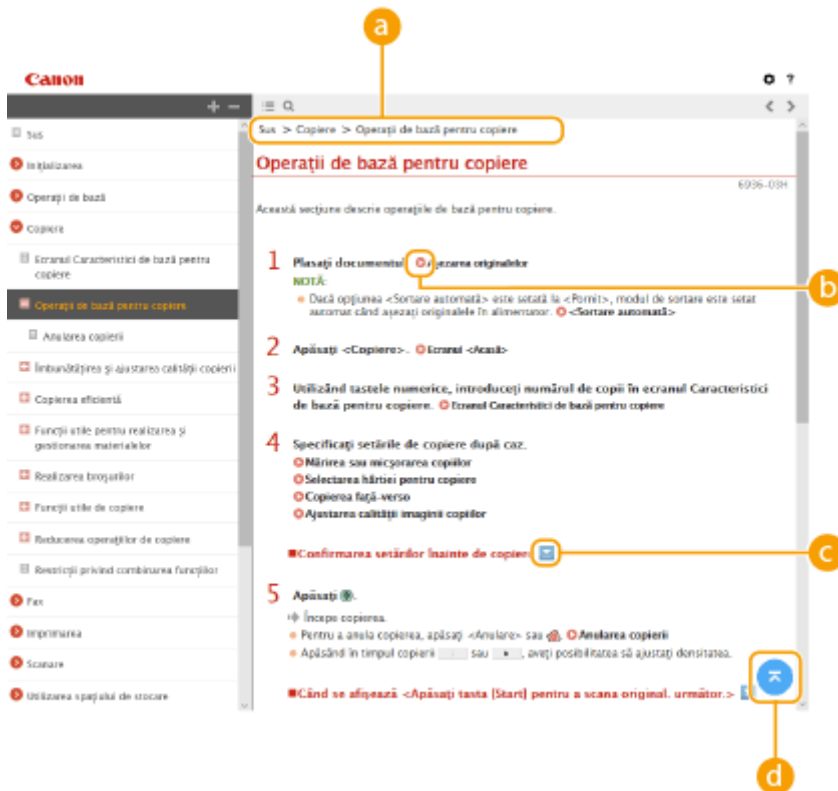 a
Canon
?
+ −
< >
Sus
Sus > Copiere > Operații de bază pentru copiere
Inițializarea
Operații de bază
Copiere
Ecranul Caracteristici de bază pentru
copiere
Operații de bază pentru copiere
Anularea copierii
Îmbunătățirea și ajustarea calității copierii
Copierea eficientă
Funcții utile pentru realizarea și
gestionarea materialelor
Realizarea broșurilor
Funcții utile de copiere
Reducerea operațiilor de copiere
Restricții privind combinarea funcțiilor
Fax
Imprimarea
Scanare
Utilizarea spațiului de stocare
Operații de bază pentru copiere
6936-03H
Această secțiune descrie operațiile de bază pentru copiere.
1 Plasați documentul. Așezarea originalelor
b
NOTĂ:
Dacă opțiunea <Sortare automată> este setată la <Pornit>, modul de sortare este setat
automat când așezați originalele în alimentator. <Sortare automată>
2 Apăsați <Copiere>. Ecranul <Acasă>
3 Utilizând tastele numerice, introduceți numărul de copii în ecranul Caracteristici
de bază pentru copiere. Ecranul Caracteristici de bază pentru copiere
4 Specificați setările de copiere după caz.
Mărirea sau micșorarea copiilor
Selectarea hârtiei pentru copiere
Copierea față-verso
Ajustarea calității imaginii copiilor
■Confirmarea setărilor înainte de copiere
c
5 Apăsați .
Începe copierea.
Pentru a anula copierea, apăsați <Anulare> sau . Anularea copierii
Apăsând în timpul copierii sau , aveți posibilitatea să ajustați densitatea.
■Când se afișează <Apăsați tasta [Start] pentru a scana original. următor.>
d